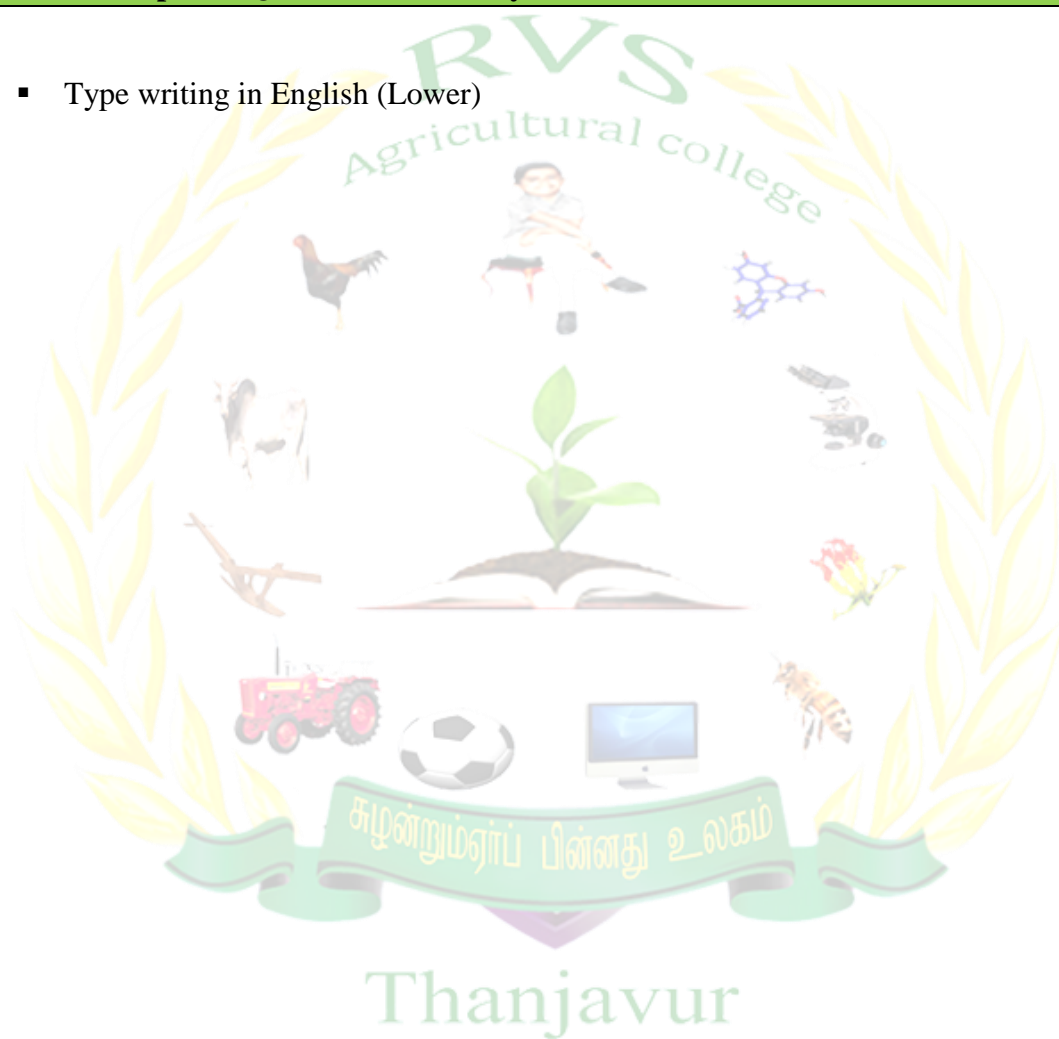 RVS
▪ Type writing in English (Lower)
Agricultural college
சுழன்றும்ஏர்ப் பின்னது உலகம்
Thanjavur